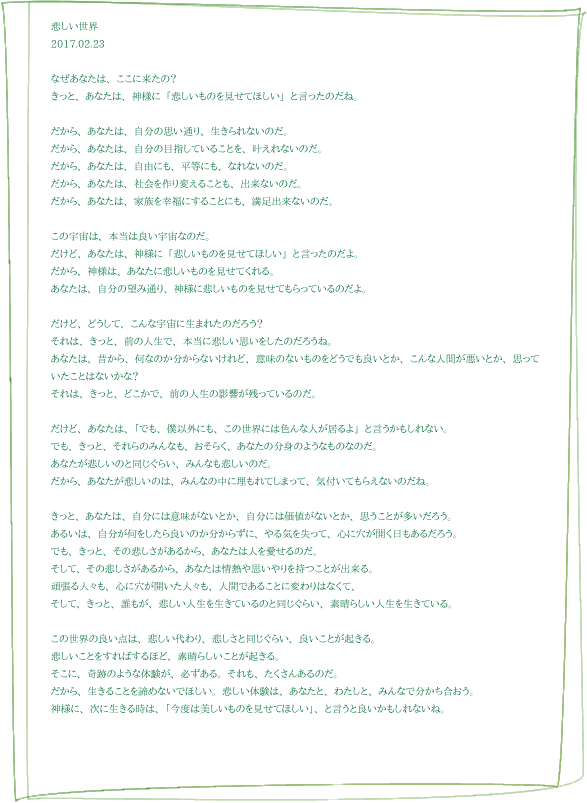 悲しい世界
2017.02.23
なぜあなたは、ここに来たの？
きっと、あなたは、神様に「悲しいものを見せてほしい」と言ったのだね。
だから、あなたは、自分の思い通り、生きられないのだ。
だから、あなたは、自分の目指していることを、叶えれないのだ。
だから、あなたは、自由にも、平等にも、なれないのだ。
だから、あなたは、社会を作り変えることも、出来ないのだ。
だから、あなたは、家族を幸福にすることにも、満足出来ないのだ。
この宇宙は、本当は良い宇宙なのだ。
だけど、あなたは、神様に「悲しいものを見せてほしい」と言ったのだよ。
だから、神様は、あなたに悲しいものを見せてくれる。
あなたは、自分の望み通り、神様に悲しいものを見せてもらっているのだよ。
だけど、どうして、こんな宇宙に生まれたのだろう？
それは、きっと、前の人生で、本当に悲しい思いをしたのだろうね。
あなたは、昔から、何なのか分からないけれど、意味のないものをどうでも良いとか、こんな人間が悪いとか、思って
いたことはないかな？
それは、きっと、どこかで、前の人生の影響が残っているのだ。
だけど、あなたは、「でも、僕以外にも、この世界には色んな人が居るよ」と言うかもしれない。
でも、きっと、それらのみんなも、おそらく、あなたの分身のようなものなのだ。
あなたが悲しいのと同じぐらい、みんなも悲しいのだ。
だから、あなたが悲しいのは、みんなの中に埋もれてしまって、気付いてもらえないのだね。
きっと、あなたは、自分には意味がないとか、自分には価値がないとか、思うことが多いだろう。
あるいは、自分が何をしたら良いのか分からずに、やる気を失って、心に穴が開く日もあるだろう。
でも、きっと、その悲しさがあるから、あなたは人を愛せるのだ。
そして、その悲しさがあるから、あなたは情熱や思いやりを持つことが出来る。
頑張る人々も、心に穴が開いた人々も、人間であることに変わりはなくて、
そして、きっと、誰もが、悲しい人生を生きているのと同じぐらい、素晴らしい人生を生きている。
この世界の良い点は、悲しい代わり、悲しさと同じぐらい、良いことが起きる。
悲しいことをすればするほど、素晴らしいことが起きる。
そこに、奇跡のような体験が、必ずある。それも、たくさんあるのだ。
だから、生きることを諦めないでほしい。悲しい体験は、あなたと、わたしと、みんなで分かち合おう。
神様に、次に生きる時は、「今度は美しいものを見せてほしい」、と言うと良いかもしれないね。